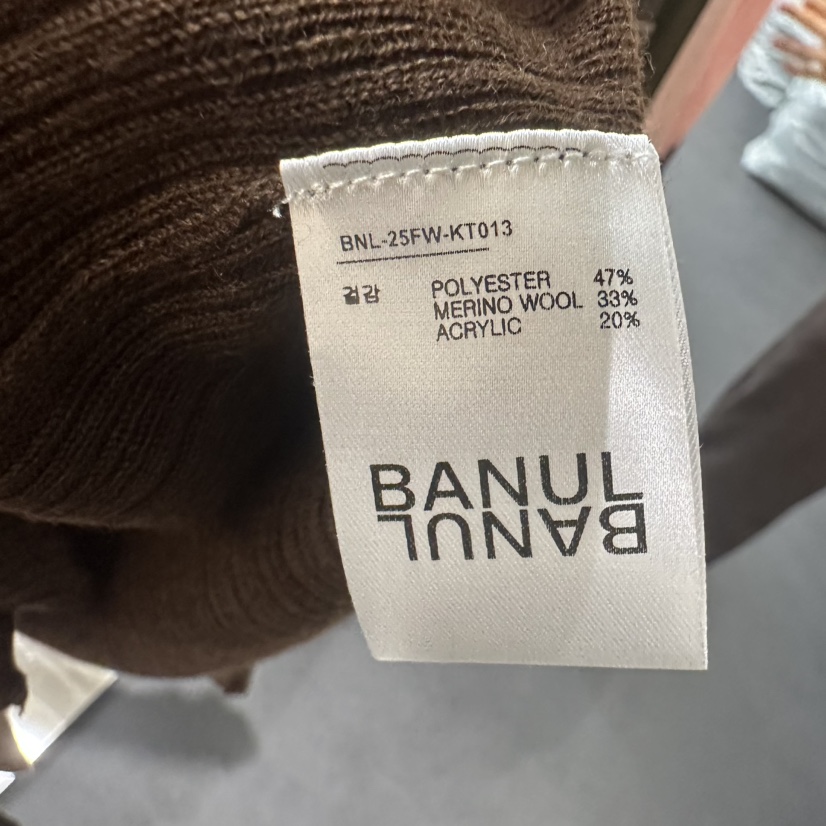 BNL-25FW-KT013
겉감 POLYESTER 47%
MERINO WOOL 33%
ACRYLIC 20%
BANUL
BANUL